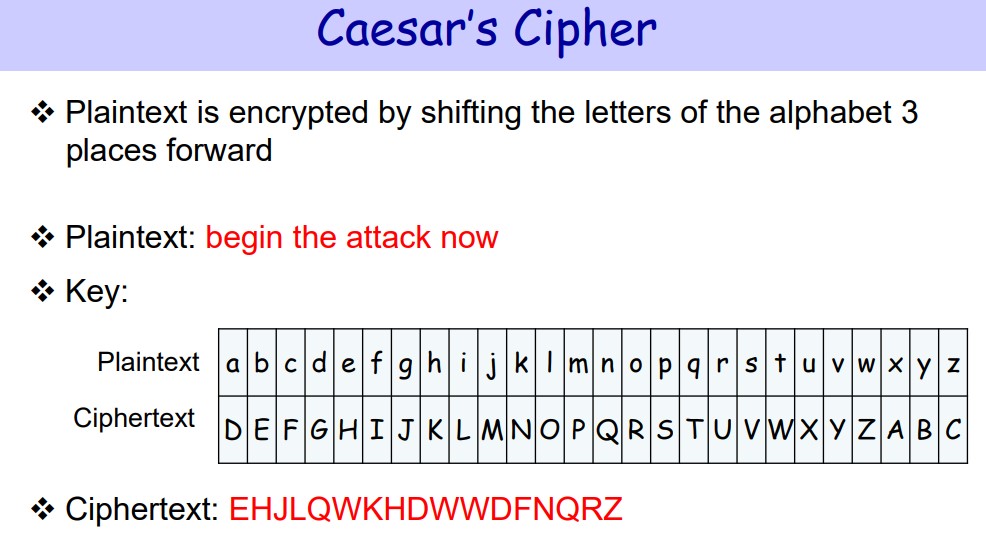 Caesar's Cipher
❖ Plaintext is encrypted by shifting the letters of the alphabet 3
places forward
❖ Plaintext: begin the attack now
❖ Key:
Plaintext a b c d e f g h i j k l m n o p q r s t u v w x y z
Ciphertext D E F G H I J K L M N O P Q R S T U V W X Y Z A B C
❖ Ciphertext: EHJLQWKHDWWDFNQRZ